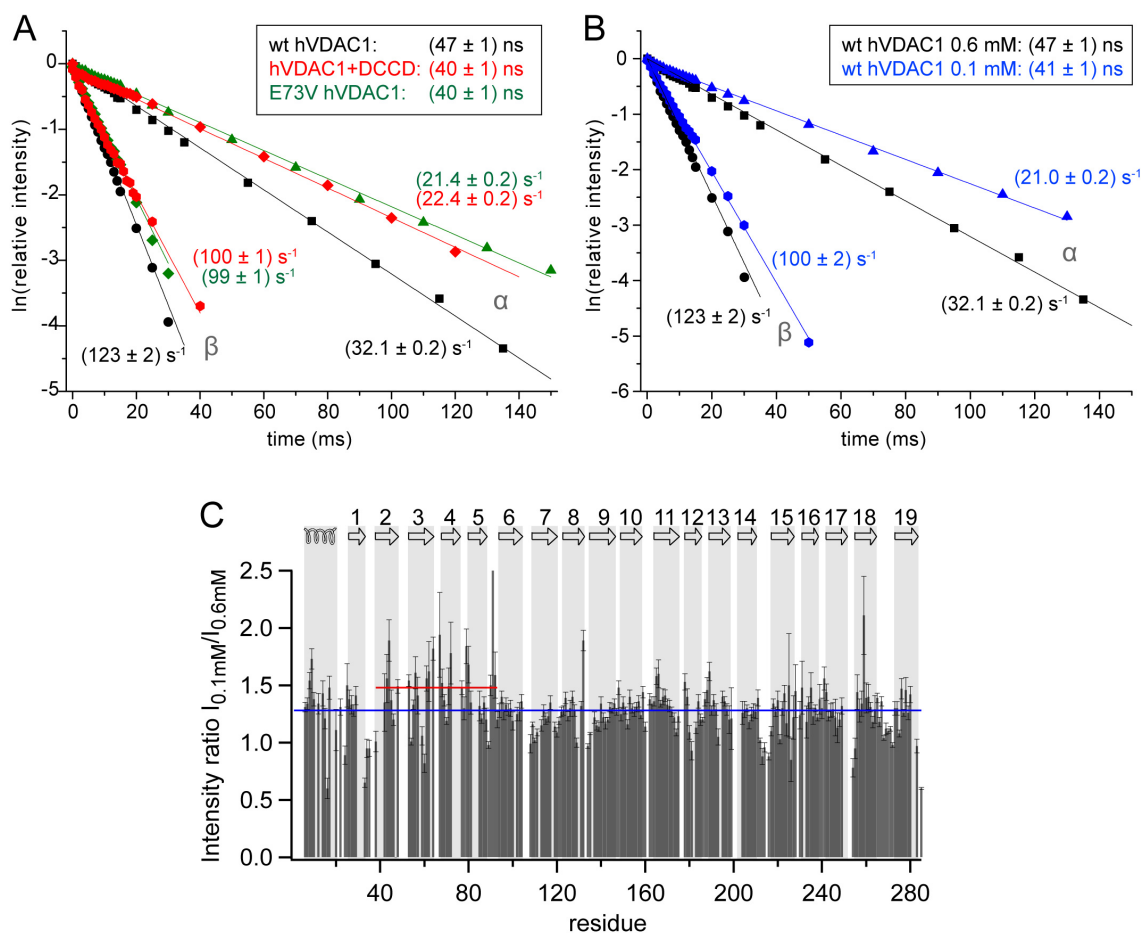 A
wt hVDAC1: (47 ± 1) ns
hVDAC1+DCCD: (40 ± 1) ns
E73V hVDAC1: (40 ± 1) ns
ln(relative intensity)
0
-1
-2
-3
-4
-5
(21.4 ± 0.2) s⁻¹
(22.4 ± 0.2) s⁻¹
(100 ± 1) s⁻¹
(99 ± 1) s⁻¹
α
β
(123 ± 2) s⁻¹
(32.1 ± 0.2) s⁻¹
0 20 40 60 80 100 120 140
time (ms)
B
wt hVDAC1 0.6 mM: (47 ± 1) ns
wt hVDAC1 0.1 mM: (41 ± 1) ns
ln(relative intensity)
0
-1
-2
-3
-4
-5
-6
(21.0 ± 0.2) s⁻¹
(100 ± 2) s⁻¹
α
(32.1 ± 0.2) s⁻¹
(123 ± 2) s⁻¹
β
0 20 40 60 80 100 120 140
time (ms)
C
1 2 3 4 5 6 7 8 9 10 11 12 13 14 15 16 17 18 19
Intensity ratio I0.1mM/I0.6mM
2.5
2.0
1.5
1.0
0.5
0.0
40 80 120 160 200 240 280
residue